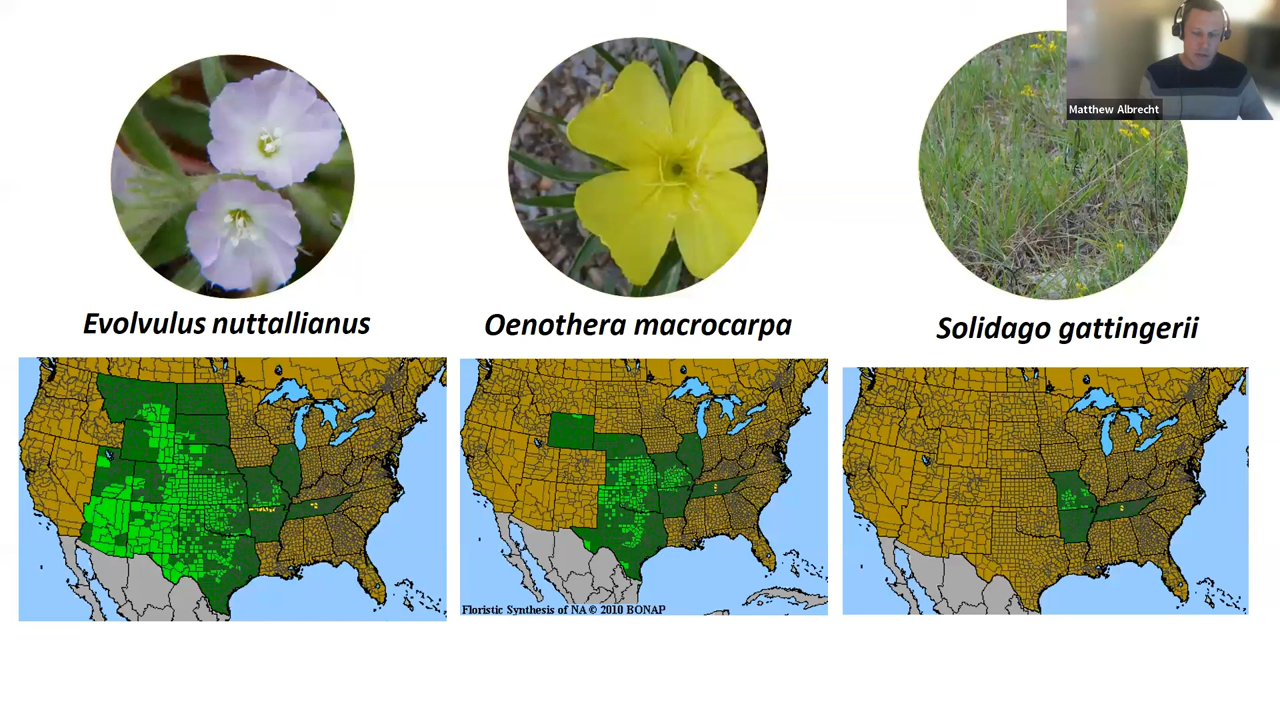 Matthew Albrecht
Evolvulus nuttallianus
Oenothera macrocarpa
Solidago gattingerii
Floristic Synthesis of NA © 2010 BONAP